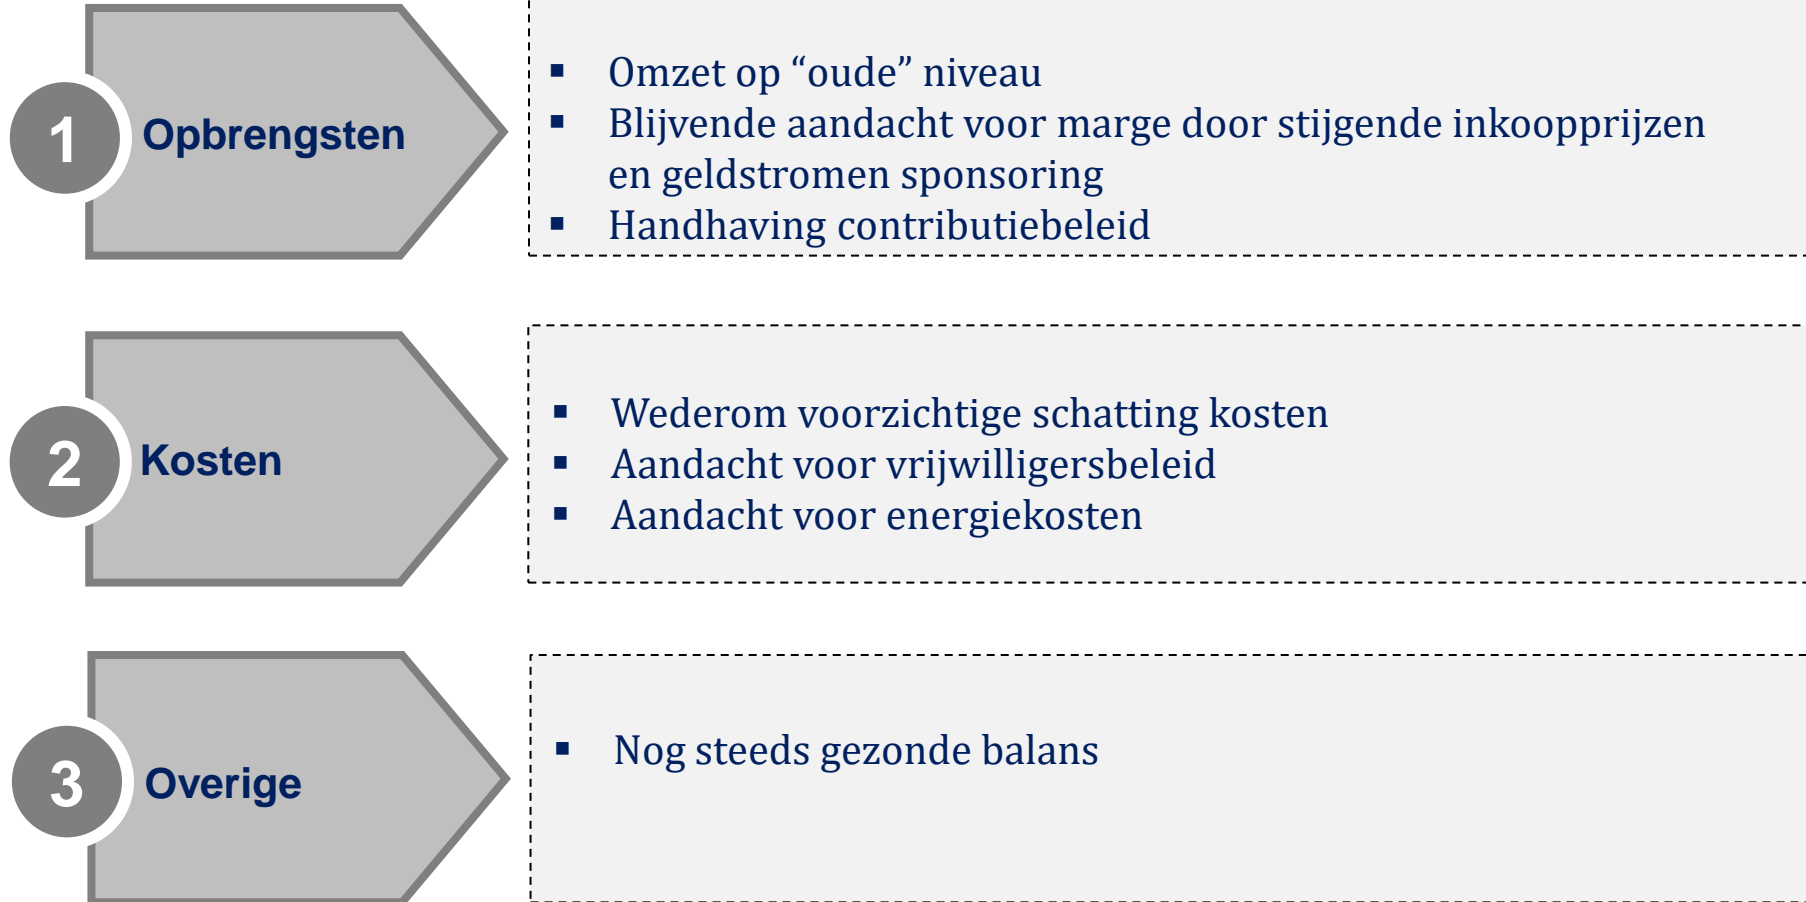 1 Opbrengsten
▪ Omzet op “oude” niveau
▪ Blijvende aandacht voor marge door stijgende inkoopprijzen
en geldstromen sponsoring
▪ Handhaving contributiebeleid
2 Kosten
▪ Wederom voorzichtige schatting kosten
▪ Aandacht voor vrijwilligersbeleid
▪ Aandacht voor energiekosten
3 Overige
▪ Nog steeds gezonde balans